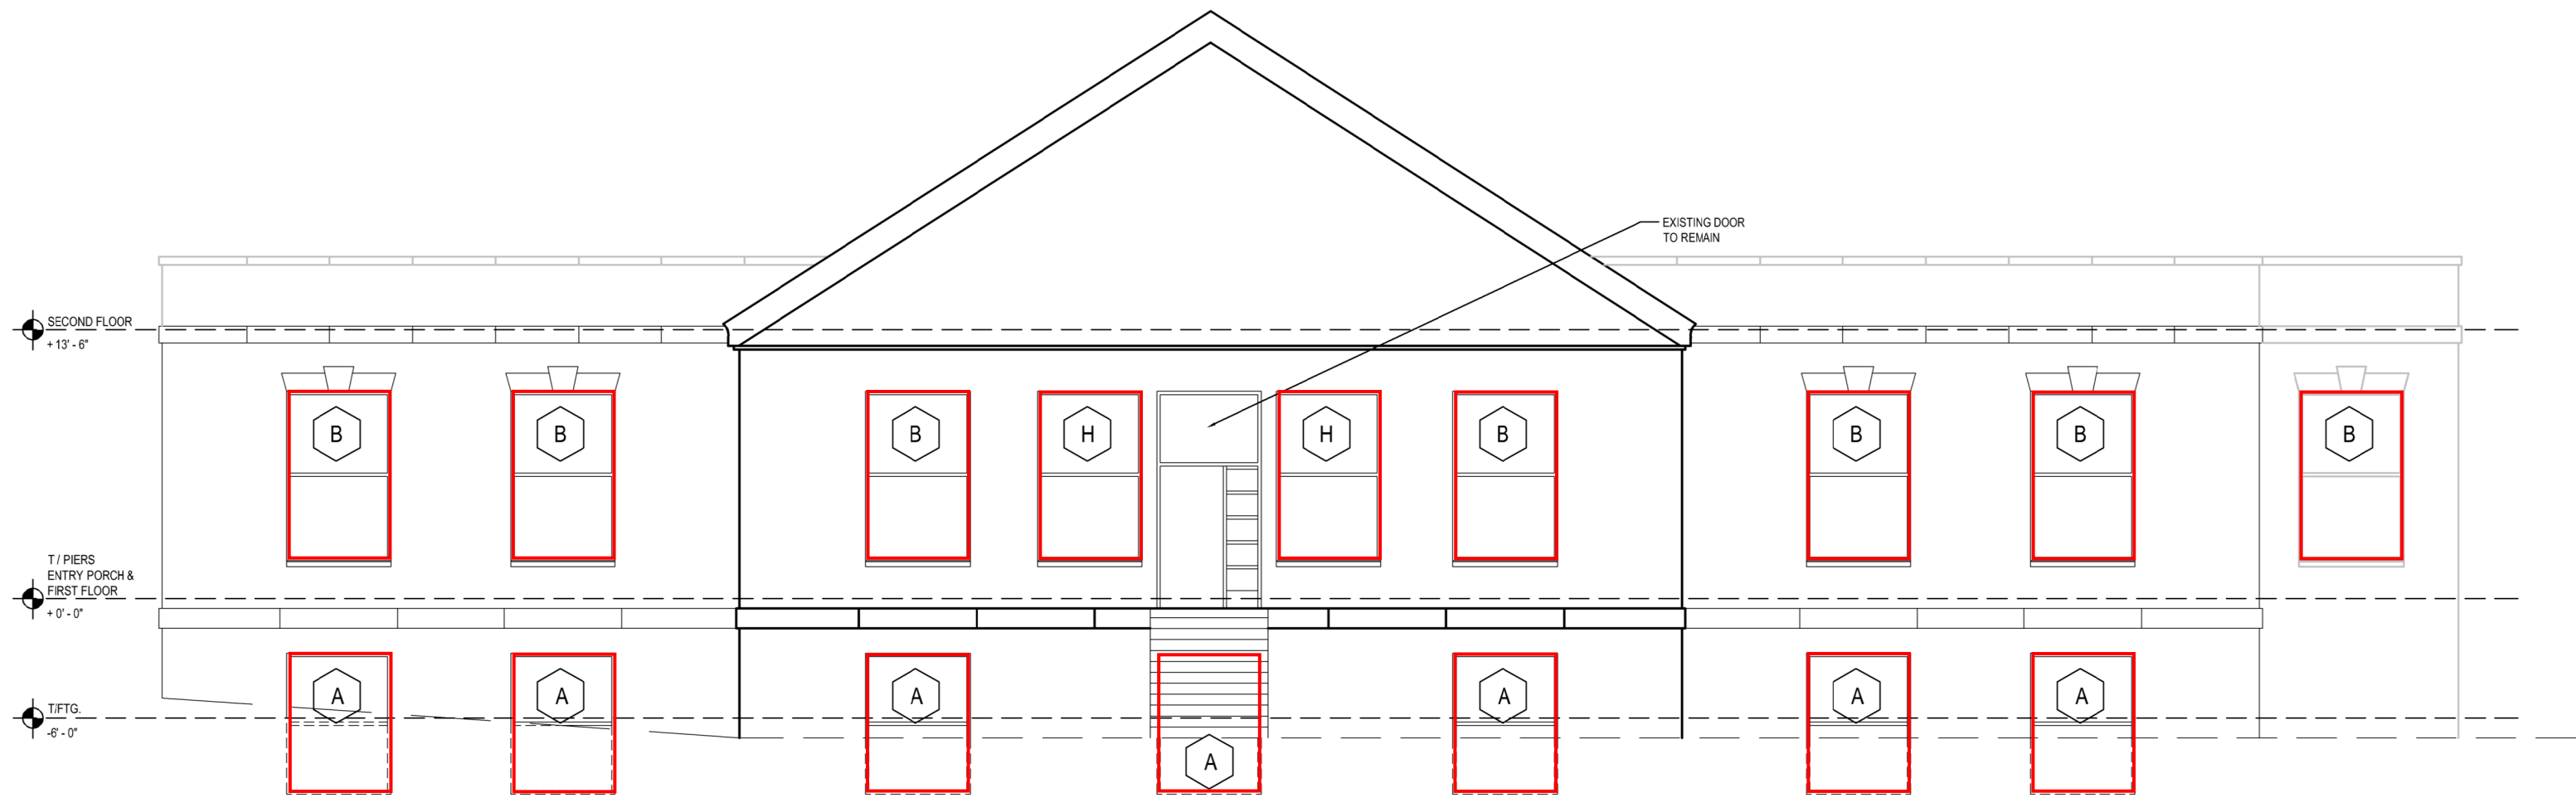 EXISTING DOOR
TO REMAIN
SECOND FLOOR
+ 13' - 6"
B
B
B
H
H
B
B
B
B
T / PIERS
ENTRY PORCH &
FIRST FLOOR
+ 0' - 0"
A
A
A
A
A
A
A
T/FTG.
-6' - 0"